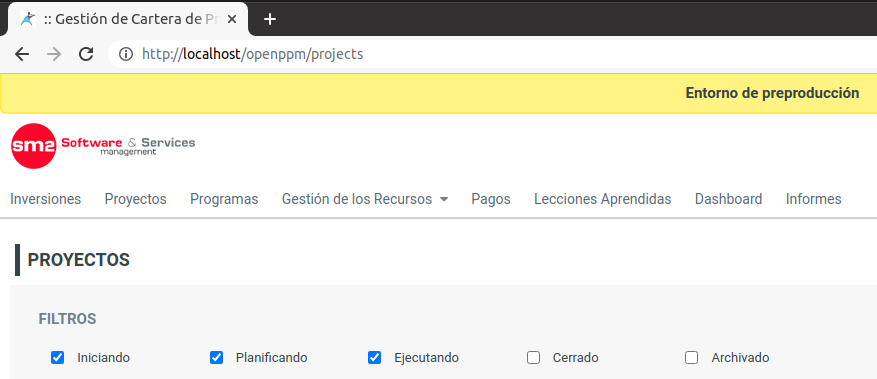 :: Gestión de Cartera de
http://localhost/openppm/projects
Entorno de preproducción
sm2 Software & Services
management
Inversiones Proyectos Programas Gestión de los Recursos Pagos Lecciones Aprendidas Dashboard Informes
PROYECTOS
FILTROS
Iniciando Planificando Ejecutando Cerrado Archivado